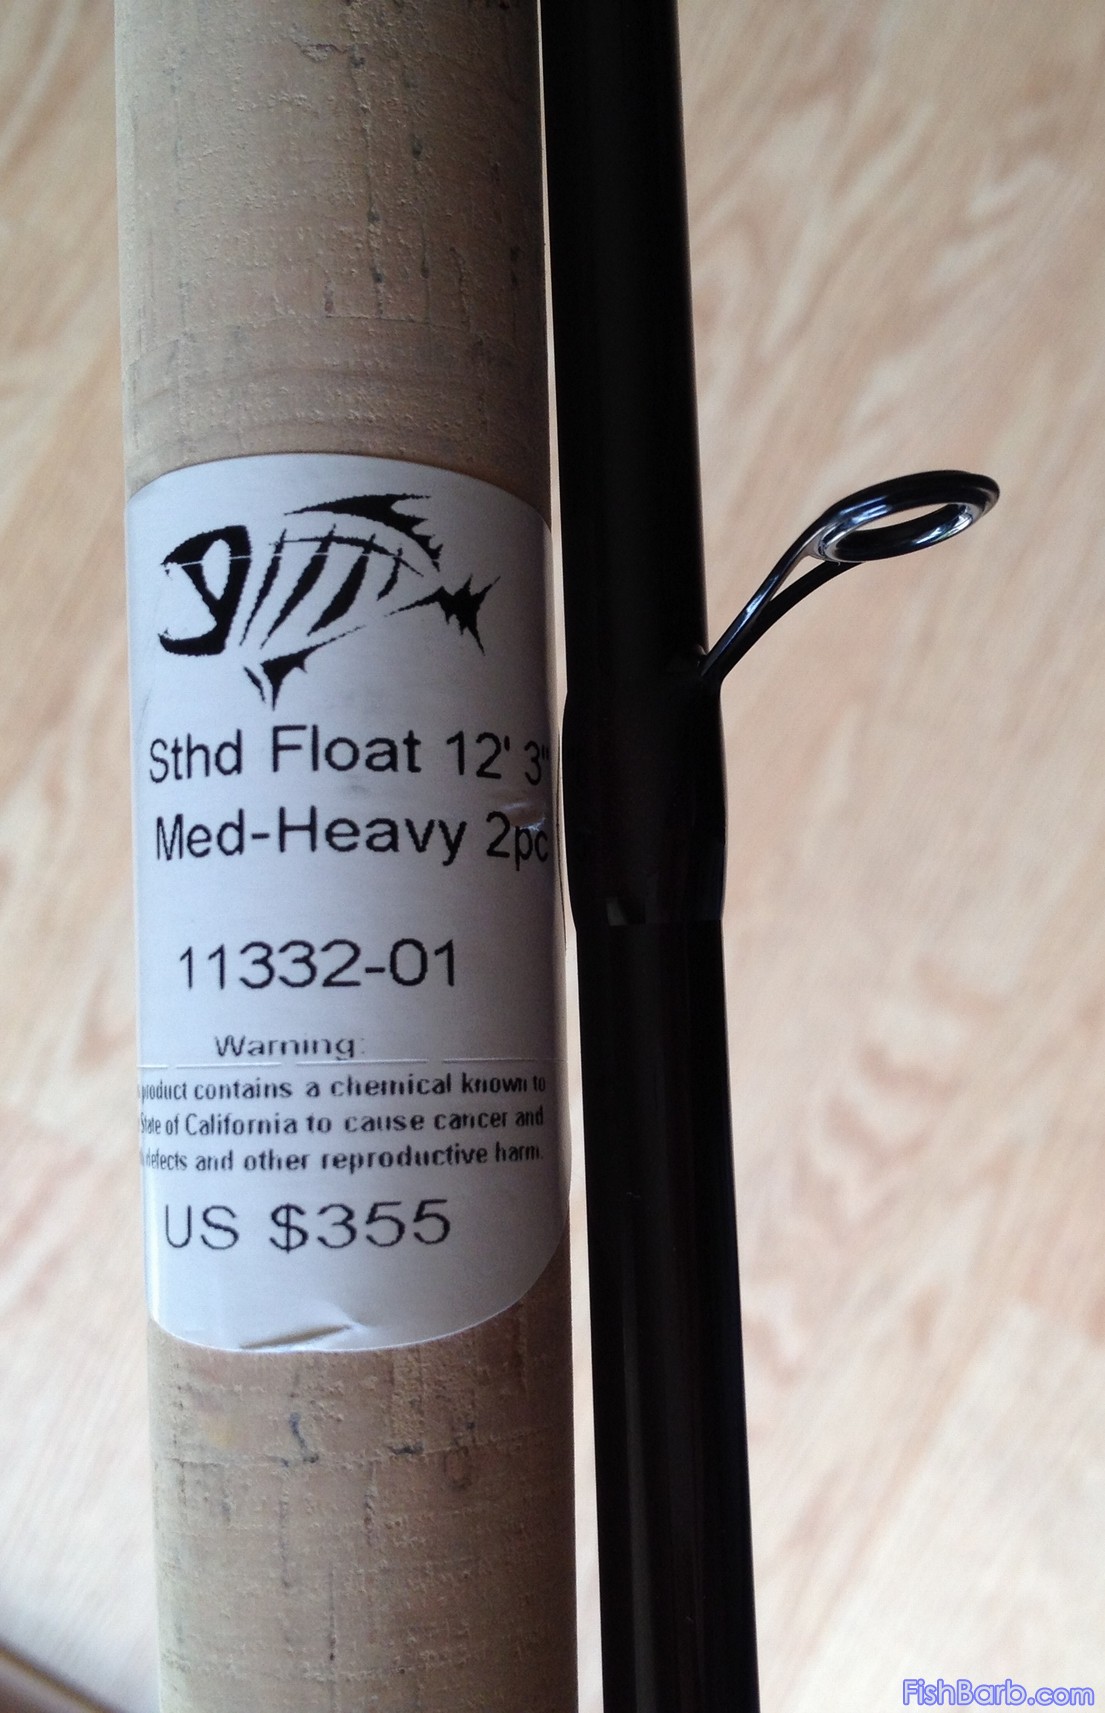 Sthd Float 12' 3"
Med-Heavy 2pc
11332-01
Warning:
product contains a chemical known to
State of California to cause cancer and
defects and other reproductive harm.
US $355
FishBarb.com